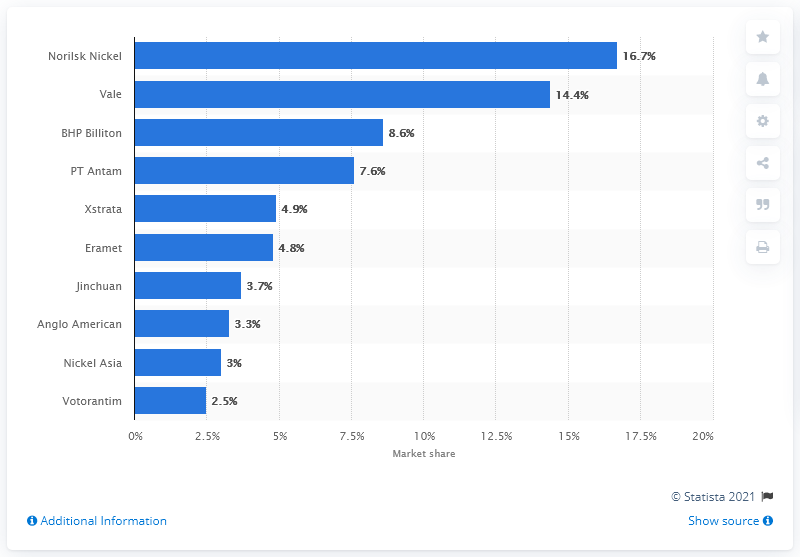 Norilsk Nickel 16.7%
Vale 14.4%
BHP Billiton 8.6%
PT Antam 7.6%
Xstrata 4.9%
Eramet 4.8%
Jinchuan 3.7%
Anglo American 3.3%
Nickel Asia 3%
Votorantim 2.5%
0% 2.5% 5% 7.5% 10% 12.5% 15% 17.5% 20%
Market share
© Statista 2021
Additional Information Show source